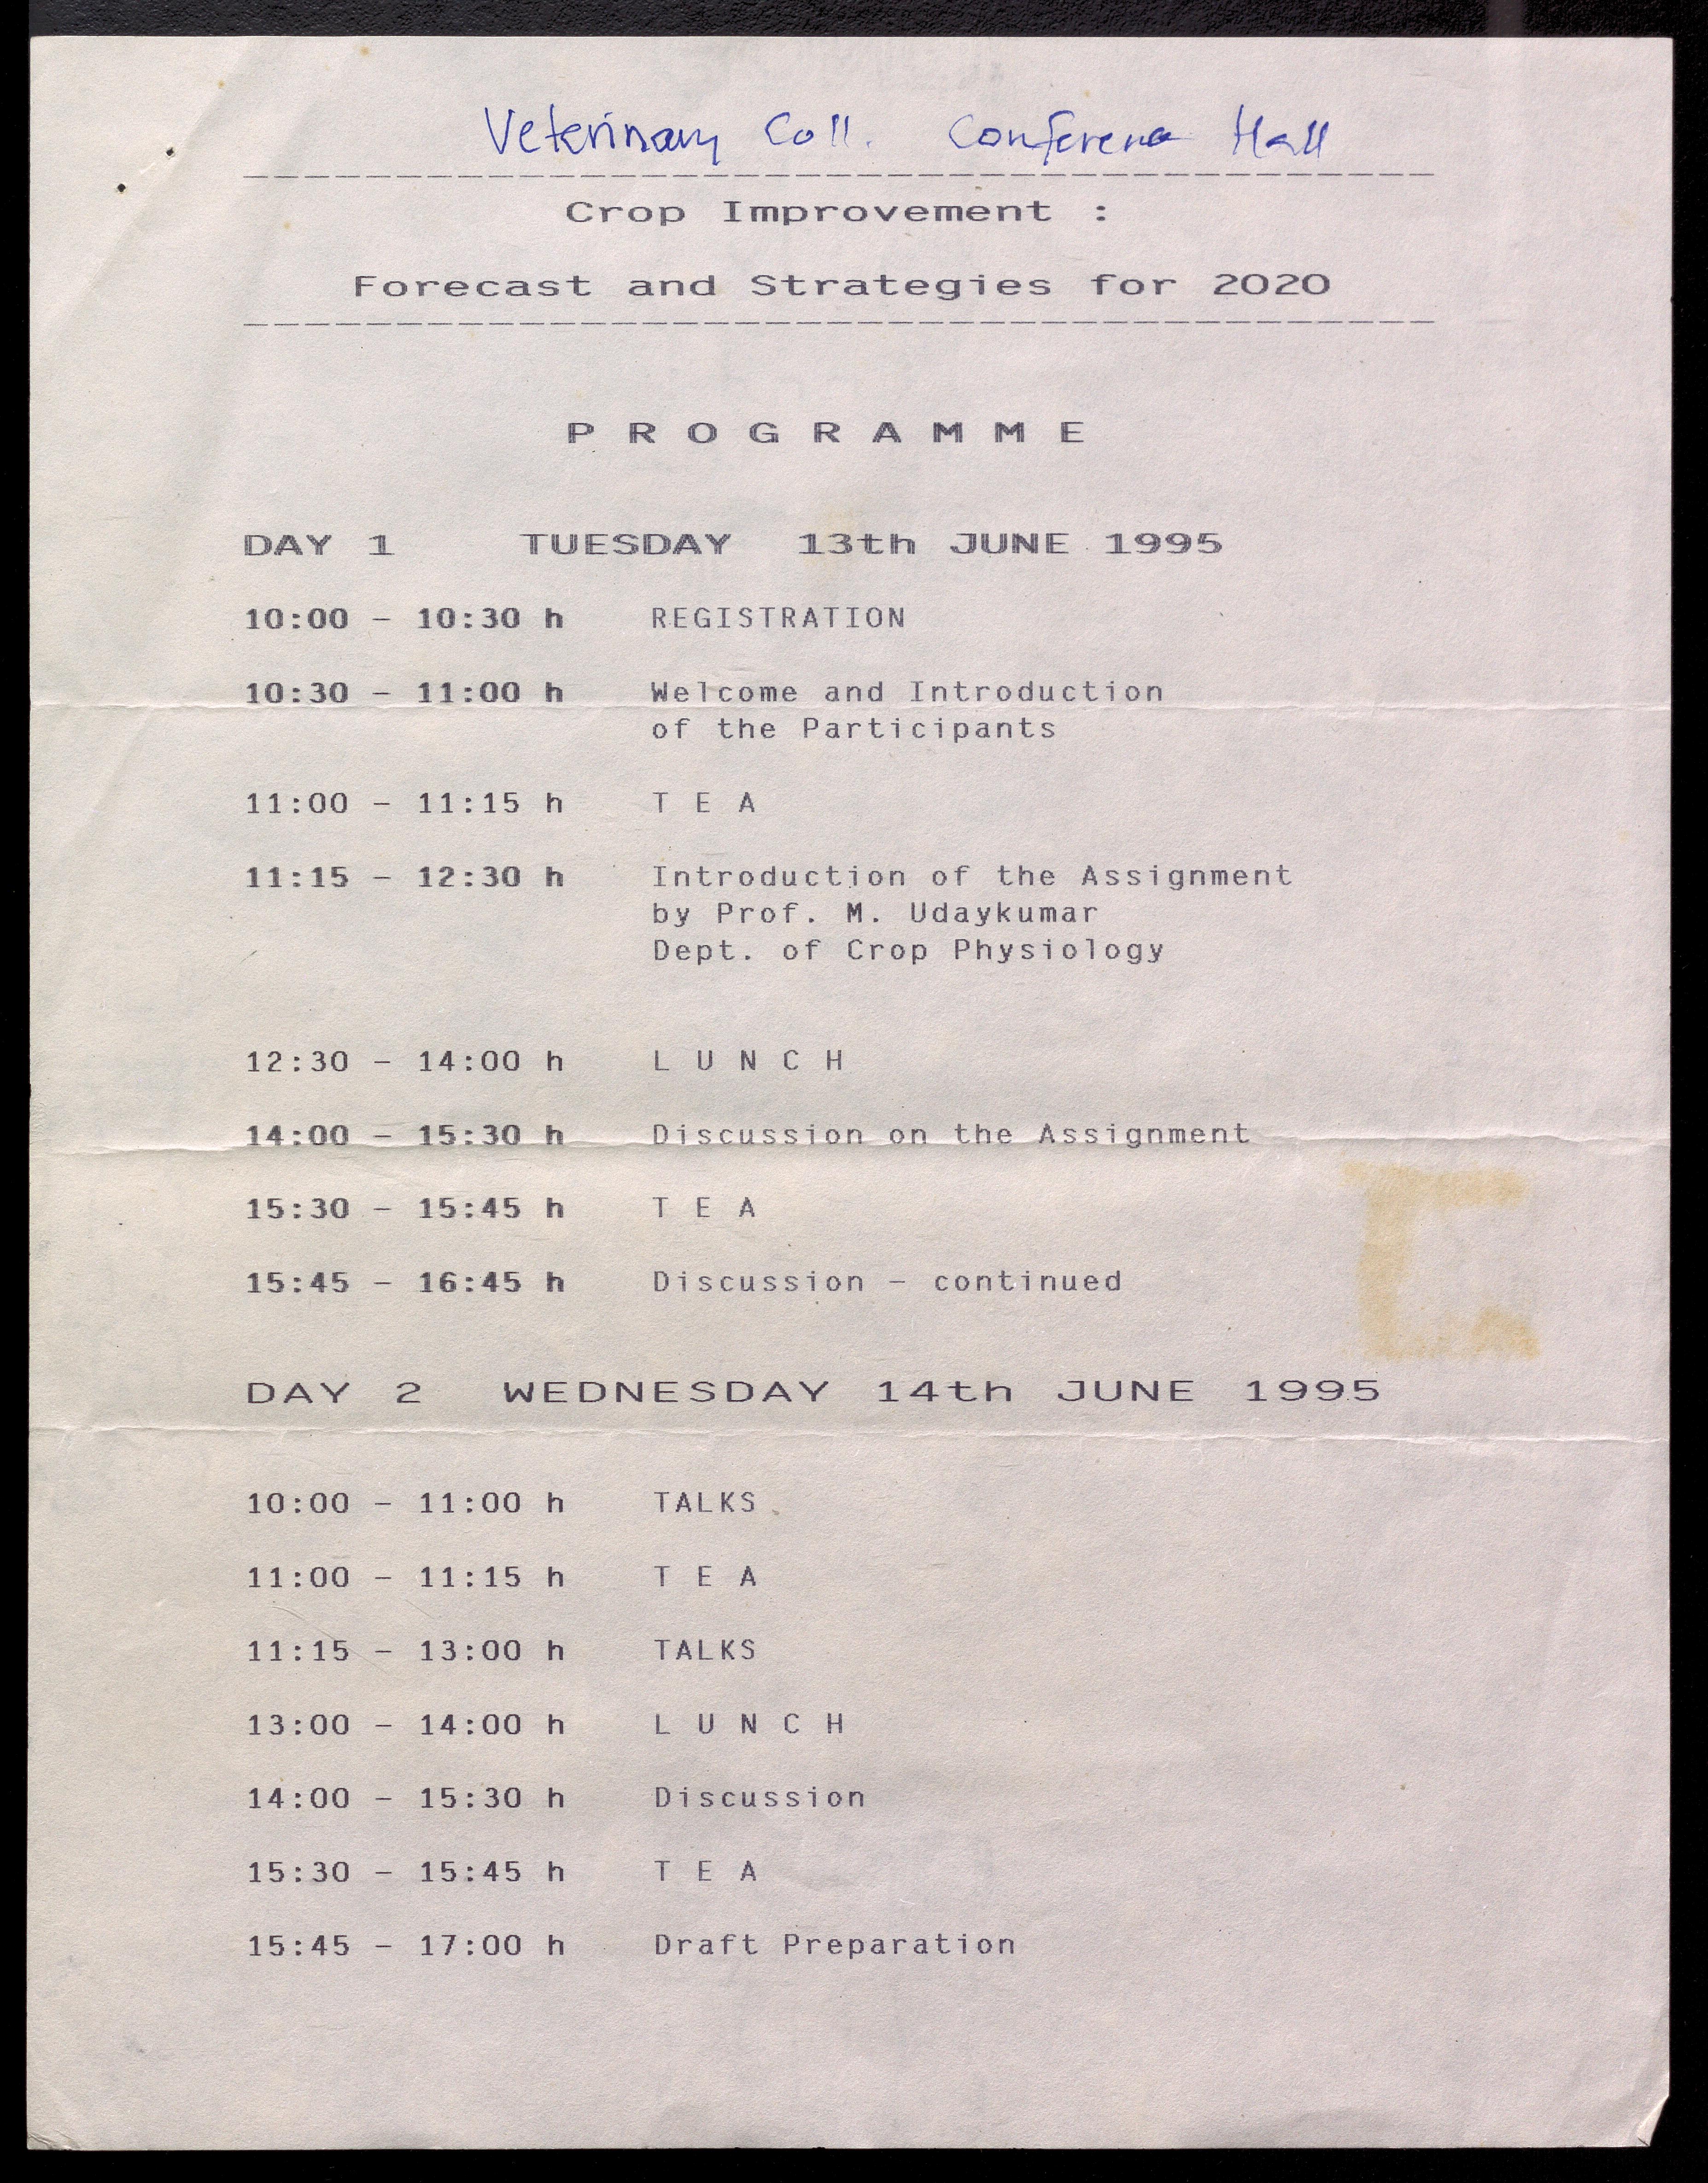 Veterinary Coll. Conference Hall
Crop Improvement :
Forecast and Strategies for 2020
P R O G R A M M E
DAY 1 TUESDAY 13th JUNE 1995
10:00 - 10:30 h REGISTRATION
10:30 - 11:00 h Welcome and Introduction
of the Participants
11:00 - 11:15 h T E A
11:15 - 12:30 h Introduction of the Assignment
by Prof. M. Udaykumar
Dept. of Crop Physiology
12:30 - 14:00 h L U N C H
14:00 - 15:30 h Discussion on the Assignment
15:30 - 15:45 h T E A
15:45 - 16:45 h Discussion - continued
DAY 2 WEDNESDAY 14th JUNE 1995
10:00 - 11:00 h TALKS
11:00 - 11:15 h T E A
11:15 - 13:00 h TALKS
13:00 - 14:00 h L U N C H
14:00 - 15:30 h Discussion
15:30 - 15:45 h T E A
15:45 - 17:00 h Draft Preparation